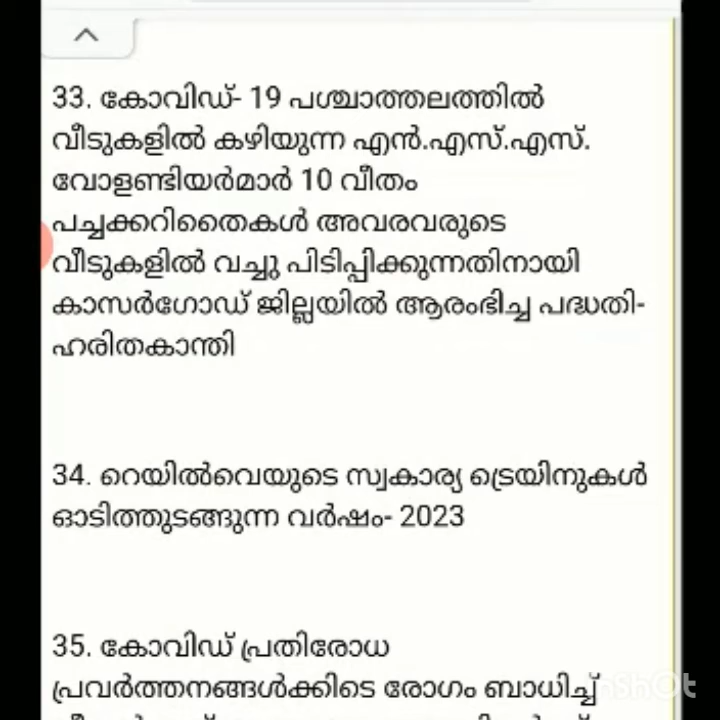 33. കോവിഡ്- 19 പശ്ചാത്തലത്തിൽ
വീടുകളിൽ കഴിയുന്ന എൻ.എസ്.എസ്.
വോളണ്ടിയർമാർ 10 വീതം
പച്ചക്കറിതൈകൾ അവരവരുടെ
വീടുകളിൽ വച്ചു പിടിപ്പിക്കുന്നതിനായി
കാസർഗോഡ് ജില്ലയിൽ ആരംഭിച്ച പദ്ധതി-
ഹരിതകാന്തി
34. റെയിൽവെയുടെ സ്വകാര്യ ട്രെയിനുകൾ
ഓടിത്തുടങ്ങുന്ന വർഷം- 2023
35. കോവിഡ് പ്രതിരോധ
പ്രവർത്തനങ്ങൾക്കിടെ രോഗം ബാധിച്ച്